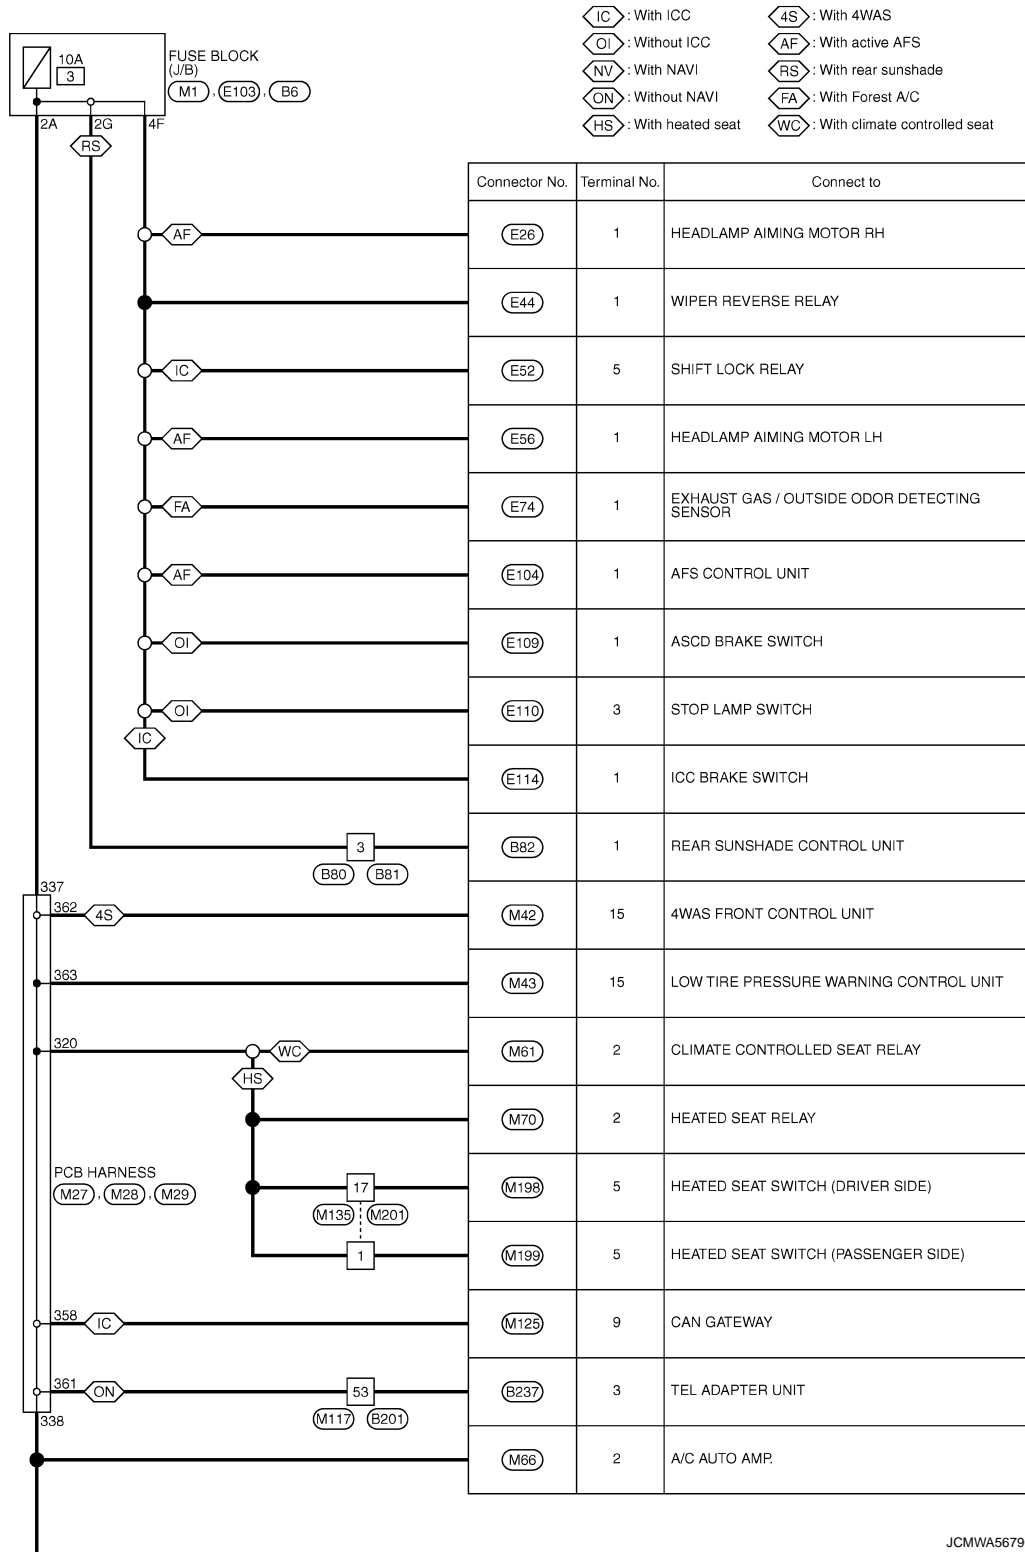 IC : With ICC
4S : With 4WAS
OI : Without ICC
AF : With active AFS
NV : With NAVI
RS : With rear sunshade
ON : Without NAVI
FA : With Forest A/C
HS : With heated seat
WC : With climate controlled seat
10A
3
FUSE BLOCK
(J/B)
M1 , E103 , B6
2A
2G
4F
RS
Connector No. Terminal No. Connect to
AF E26 1 HEADLAMP AIMING MOTOR RH
E44 1 WIPER REVERSE RELAY
IC E52 5 SHIFT LOCK RELAY
AF E56 1 HEADLAMP AIMING MOTOR LH
FA E74 1 EXHAUST GAS / OUTSIDE ODOR DETECTING
SENSOR
AF E104 1 AFS CONTROL UNIT
OI E109 1 ASCD BRAKE SWITCH
OI E110 3 STOP LAMP SWITCH
IC
E114 1 ICC BRAKE SWITCH
3 B82 1 REAR SUNSHADE CONTROL UNIT
B80 B81
337
362 4S M42 15 4WAS FRONT CONTROL UNIT
363 M43 15 LOW TIRE PRESSURE WARNING CONTROL UNIT
320 WC M61 2 CLIMATE CONTROLLED SEAT RELAY
HS
M70 2 HEATED SEAT RELAY
PCB HARNESS
M27 , M28 , M29
17 M198 5 HEATED SEAT SWITCH (DRIVER SIDE)
M135 M201
1 M199 5 HEATED SEAT SWITCH (PASSENGER SIDE)
358 IC M125 9 CAN GATEWAY
361 ON 53 B237 3 TEL ADAPTER UNIT
M117 B201
338
M66 2 A/C AUTO AMP.
JCMWA5679